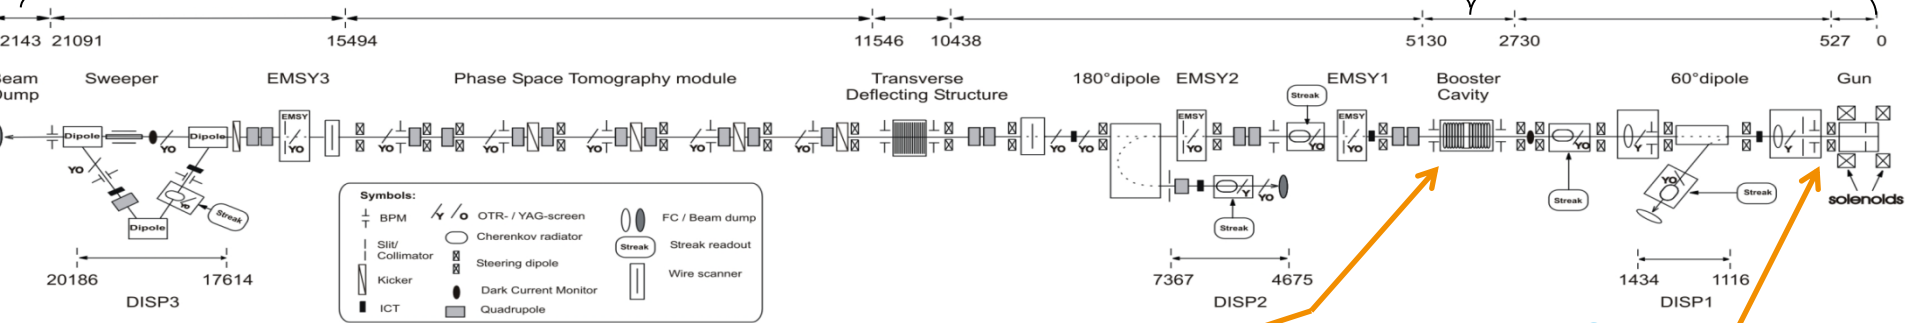 2143 21091 15494 11546 10438 5130 2730 527 0
Beam Dump
Sweeper
EMSY3
Phase Space Tomography module
Transverse
Deflecting Structure
180°dipole
EMSY2
EMSY1
Booster
Cavity
60°dipole
Gun
Streak
EMSY
EMSY
EMSY
Dipole
Dipole
YO
YO
YO
YO
YO
YO
YO
YO
YO
YO
YO
YO
Y
Y
YO
YO
Streak
Dipole
Y
YO
YO
Streak
Streak
Streak
Streak
solenoids
Symbols:
BPM
Y O OTR- / YAG-screen
FC / Beam dump
Cherenkov radiator
Streak Streak readout
Slit/
Collimator
Steering dipole
Wire scanner
Kicker
Dark Current Monitor
ICT
Quadrupole
20186 17614
DISP3
7367 4675
DISP2
1434 1116
DISP1